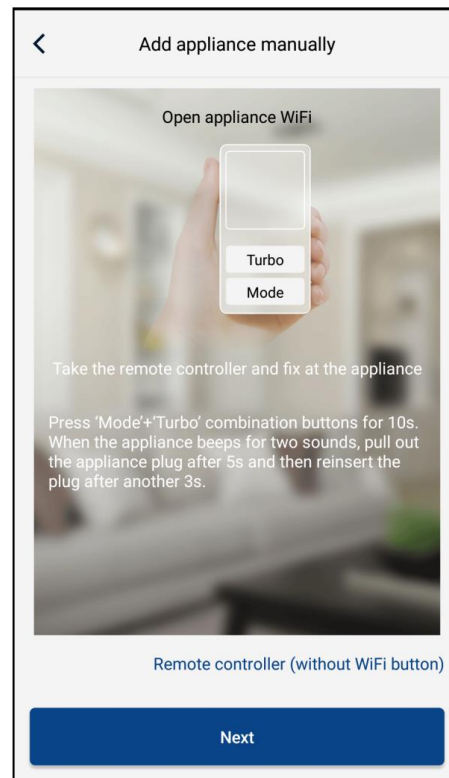 Add appliance manually
Open appliance WiFi
Turbo
Mode
Take the remote controller and fix at the appliance
Press ‘Mode’+‘Turbo’ combination buttons for 10s.
When the appliance beeps for two sounds, pull out
the appliance plug after 5s and then reinsert the
plug after another 3s.
Remote controller (without WiFi button)
Next